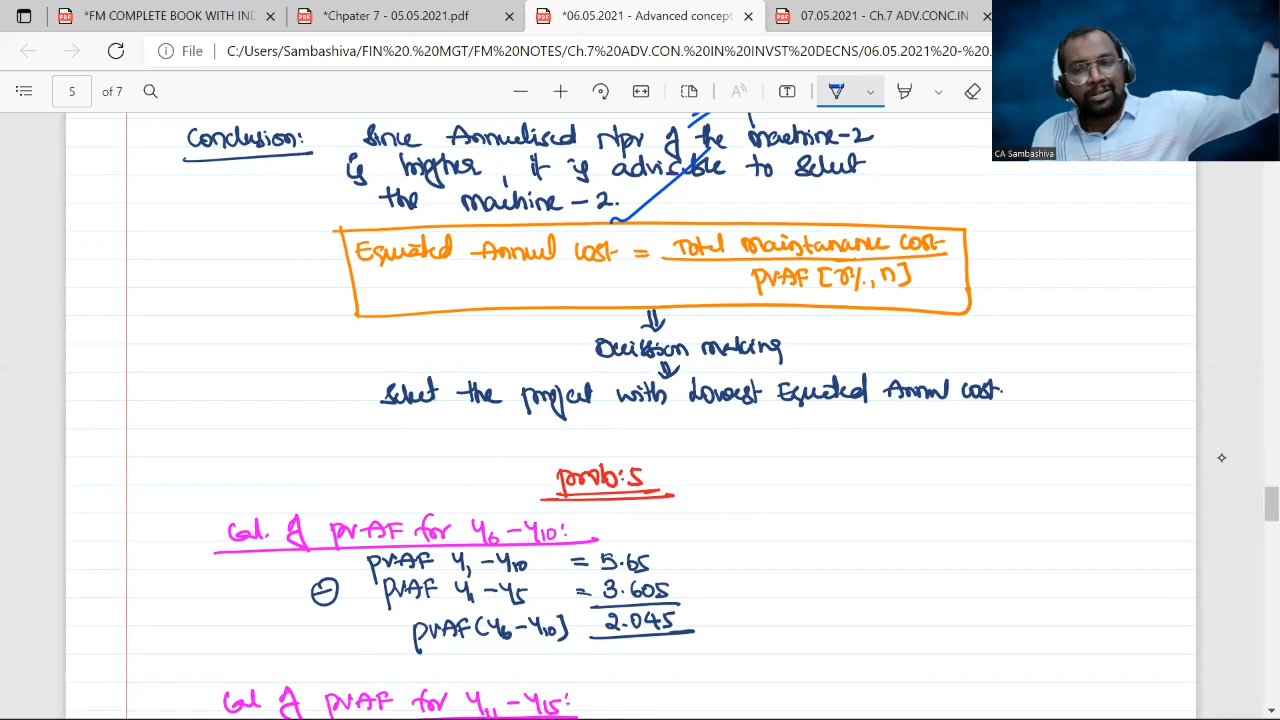 *FM COMPLETE BOOK WITH IND
*Chpater 7 - 05.05.2021.pdf
*06.05.2021 - Advanced concept
07.05.2021 - Ch.7 ADV.CONC.IN
File
C:/Users/Sambashiva/FIN%20.%20MGT/FM%20NOTES/Ch.7%20ADV.CON.%20IN%20INVST%20DECNS/06.05.2021%20-%20.
5 of 7
CA Sambashiva
Conclusion: Since Annualised NPV of the machine-2
is higher, it is advisible to select
the machine-2.
Equated Annual cost = Total Maintanance cost
PVAF [r%, n]
Decission making
Select the project with Lowest Equated Annual cost.
prob:5
Cal. of PVAF for y6-y10:
PVAF y1-y10 = 5.65
⊖ PVAF y1-y5 = 3.605
PVAF(y6-y10) 2.045
Cal of PVAF for y11-y15: